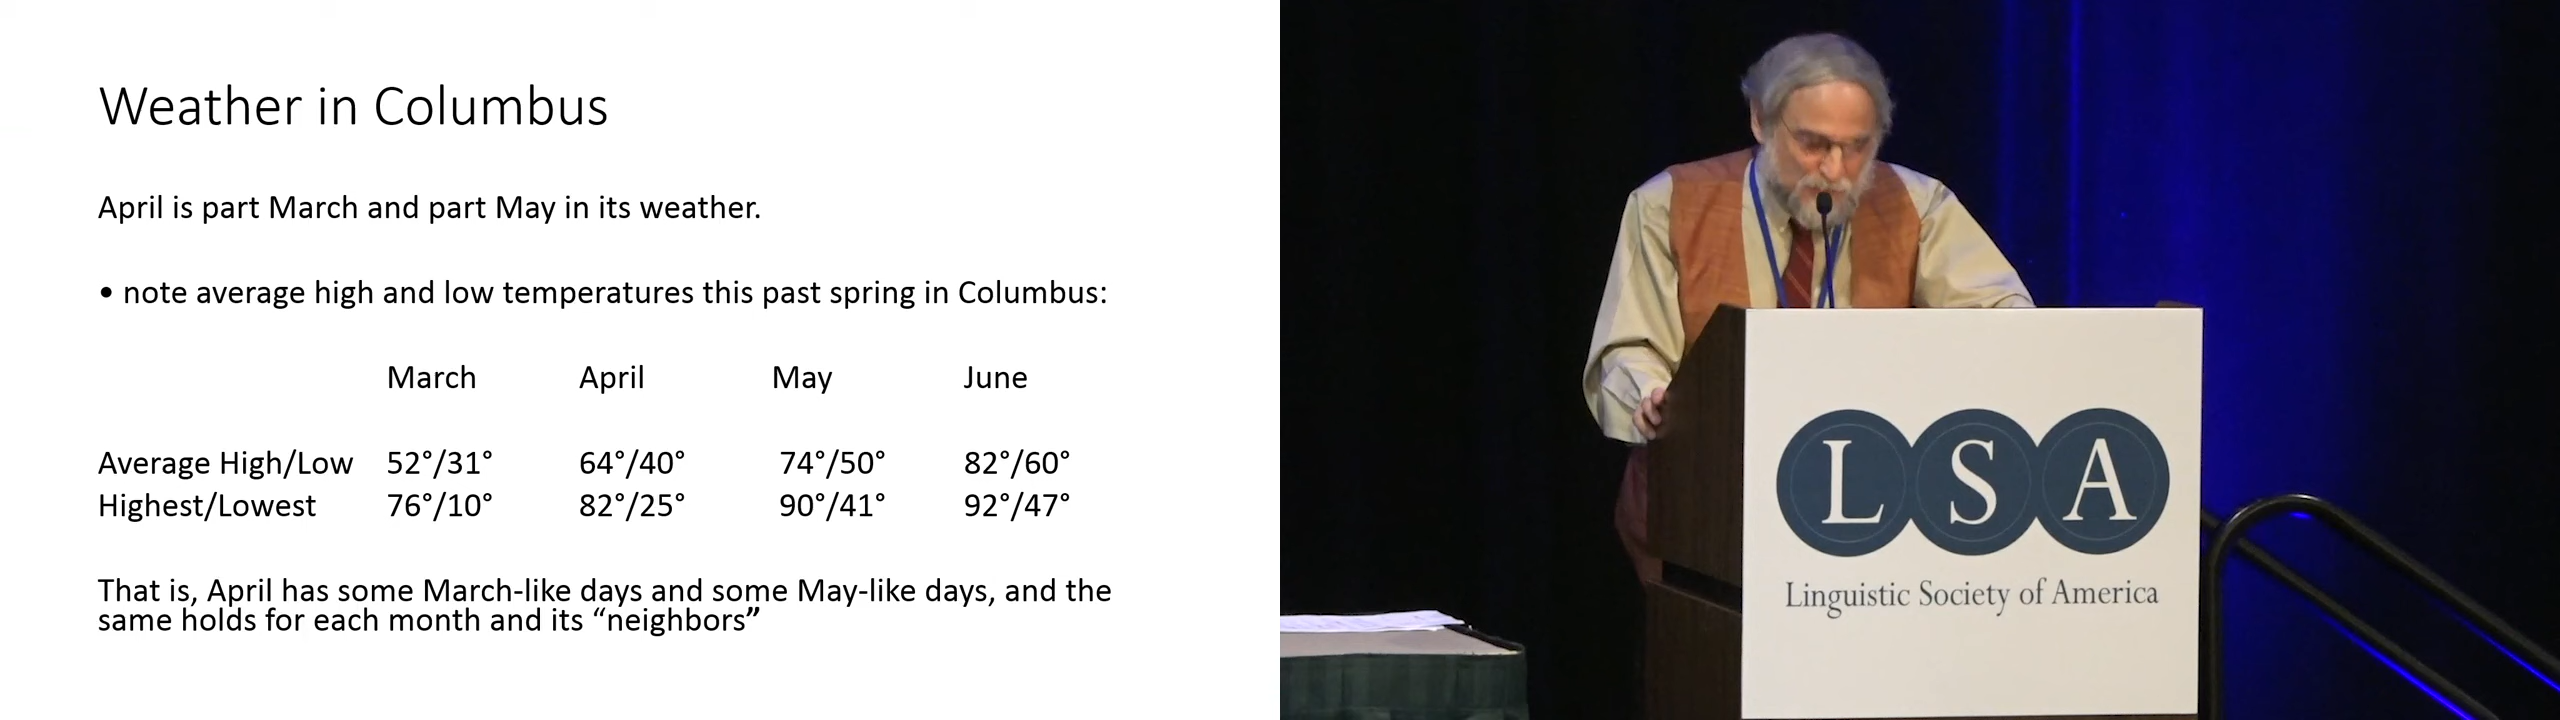 Weather in Columbus
April is part March and part May in its weather.
• note average high and low temperatures this past spring in Columbus:
March April May June
Average High/Low 52°/31° 64°/40° 74°/50° 82°/60°
Highest/Lowest 76°/10° 82°/25° 90°/41° 92°/47°
That is, April has some March-like days and some May-like days, and the
same holds for each month and its “neighbors”
LSA
Linguistic Society of America